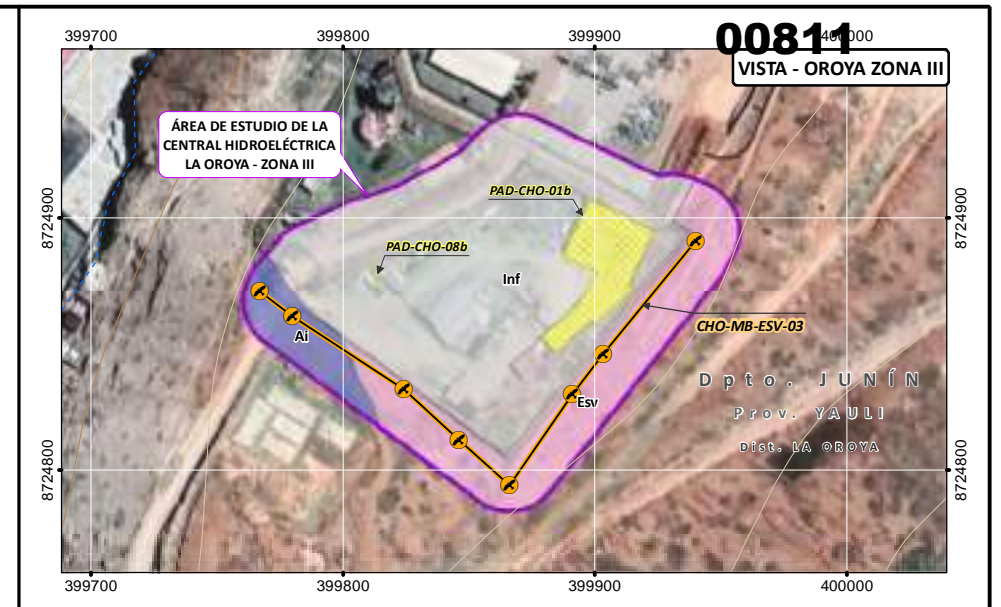 399700
399800
399900
400000
00811
VISTA - OROYA ZONA III
ÁREA DE ESTUDIO DE LA
CENTRAL HIDROELÉCTRICA
LA OROYA - ZONA III
PAD-CHO-01b
8724900
8724900
PAD-CHO-08b
Inf
CHO-MB-ESV-03
Ai
Dpto. JUNÍN
Esv
Prov. YAULI
Dist. LA OROYA
8724800
8724800
399700
399800
399900
400000